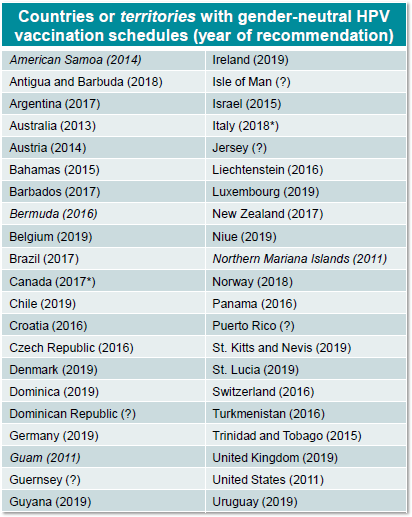 Countries or territories with gender-neutral HPV
vaccination schedules (year of recommendation)
American Samoa (2014)
Antigua and Barbuda (2018)
Argentina (2017)
Australia (2013)
Austria (2014)
Bahamas (2015)
Barbados (2017)
Bermuda (2016)
Belgium (2019)
Brazil (2017)
Canada (2017*)
Chile (2019)
Croatia (2016)
Czech Republic (2016)
Denmark (2019)
Dominica (2019)
Dominican Republic (?)
Germany (2019)
Guam (2011)
Guernsey (?)
Guyana (2019)
Ireland (2019)
Isle of Man (?)
Israel (2015)
Italy (2018*)
Jersey (?)
Liechtenstein (2016)
Luxembourg (2019)
New Zealand (2017)
Niue (2019)
Northern Mariana Islands (2011)
Norway (2018)
Panama (2016)
Puerto Rico (?)
St. Kitts and Nevis (2019)
St. Lucia (2019)
Switzerland (2016)
Turkmenistan (2016)
Trinidad and Tobago (2015)
United Kingdom (2019)
United States (2011)
Uruguay (2019)